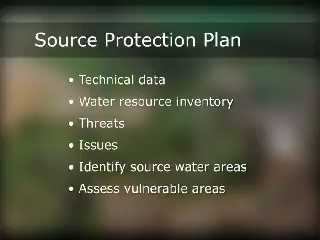 Source Protection Plan
• Technical data
• Water resource inventory
• Threats
• Issues
• Identify source water areas
• Assess vulnerable areas